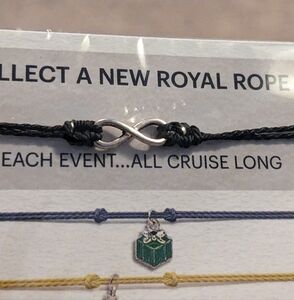 LLECT A NEW ROYAL ROPE
EACH EVENT...ALL CRUISE LONG